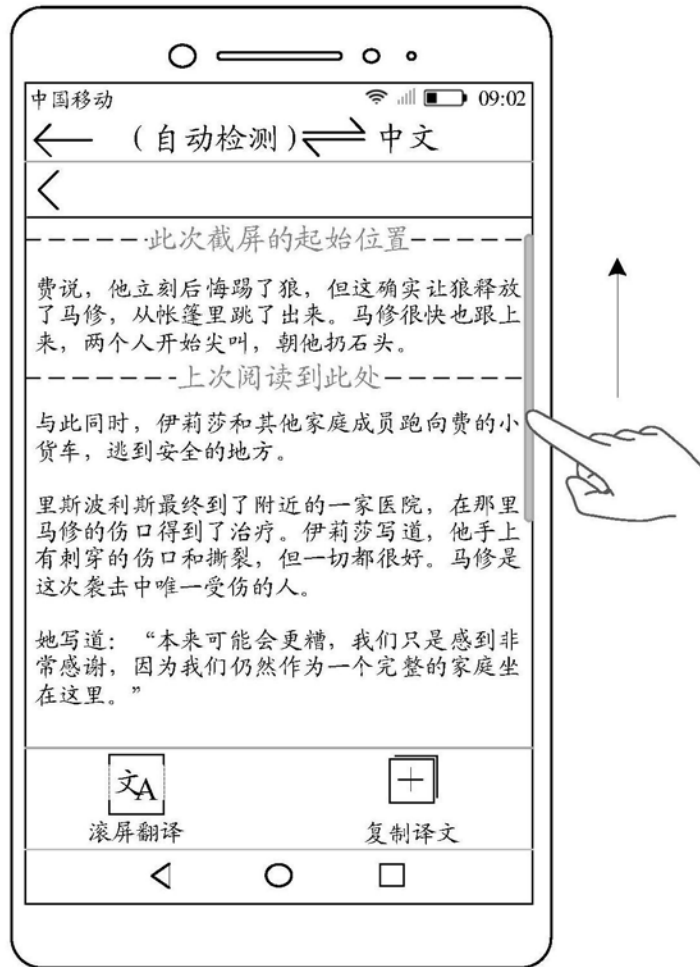 中国移动 09:02
（自动检测） 中文
此次截屏的起始位置
费说，他立刻后悔踢了狼，但这确实让狼释放
了马修，从帐篷里跳了出来。马修很快也跟上
来，两个人开始尖叫，朝他扔石头。
上次阅读到此处
与此同时，伊莉莎和其他家庭成员跑向费的小
货车，逃到安全的地方。
里斯波利斯最终到了附近的一家医院，在那里
马修的伤口得到了治疗。伊莉莎写道，他手上
有刺穿的伤口和撕裂，但一切都很好。马修是
这次袭击中唯一受伤的人。
她写道：“本来可能会更糟，我们只是感到非
常感谢，因为我们仍然作为一个完整的家庭坐
在这里。”
文A
滚屏翻译 复制译文